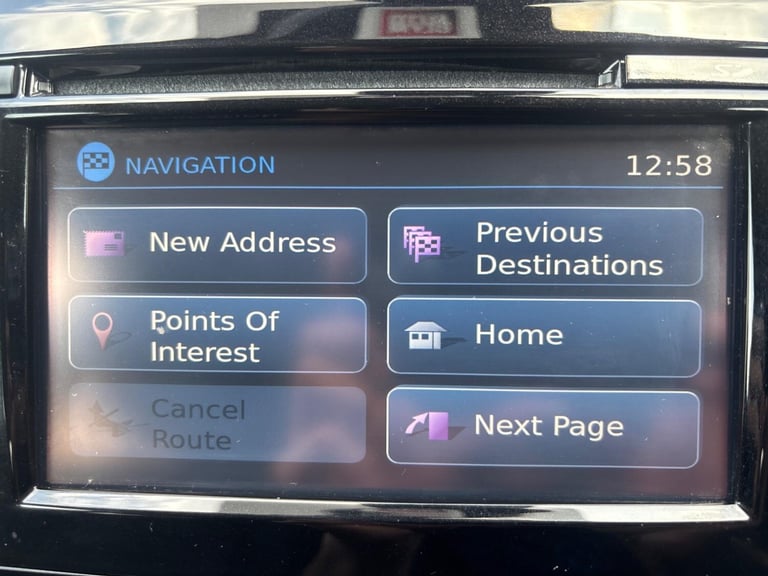 NAVIGATION
12:58
New Address
Previous
Destinations
Points Of
Interest
Home
Cancel
Route
Next Page